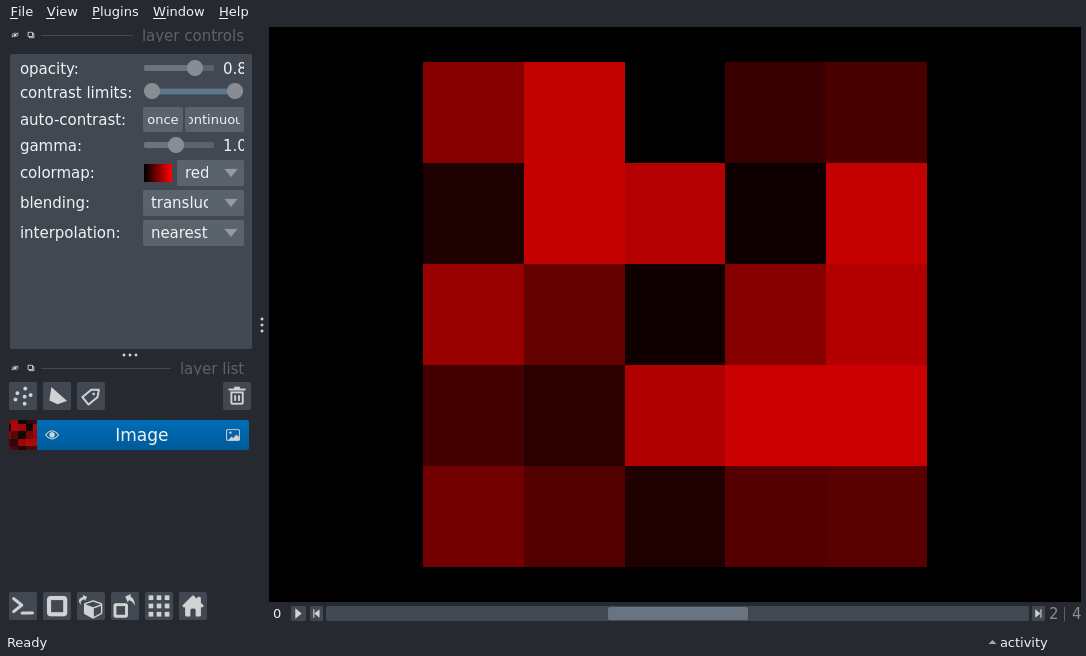 File View Plugins Window Help
layer controls
opacity: 0.8
contrast limits:
auto-contrast: once ontinuou
gamma: 1.0
colormap: red
blending: transluc
interpolation: nearest
layer list
Image
0 2 | 4
Ready activity